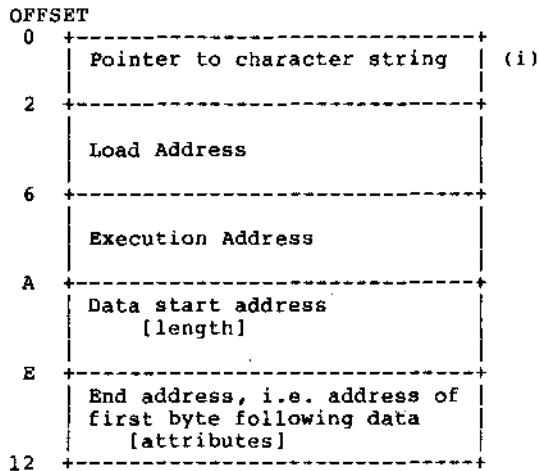 OFFSET
0 +-----------------------------+
| Pointer to character string | (i)
2 +-----------------------------+
| Load Address |
6 +-----------------------------+
| Execution Address |
A +-----------------------------+
| Data start address
[length] |
E +-----------------------------+
| End address, i.e. address of |
| first byte following data |
[attributes] |
12 +-----------------------------+